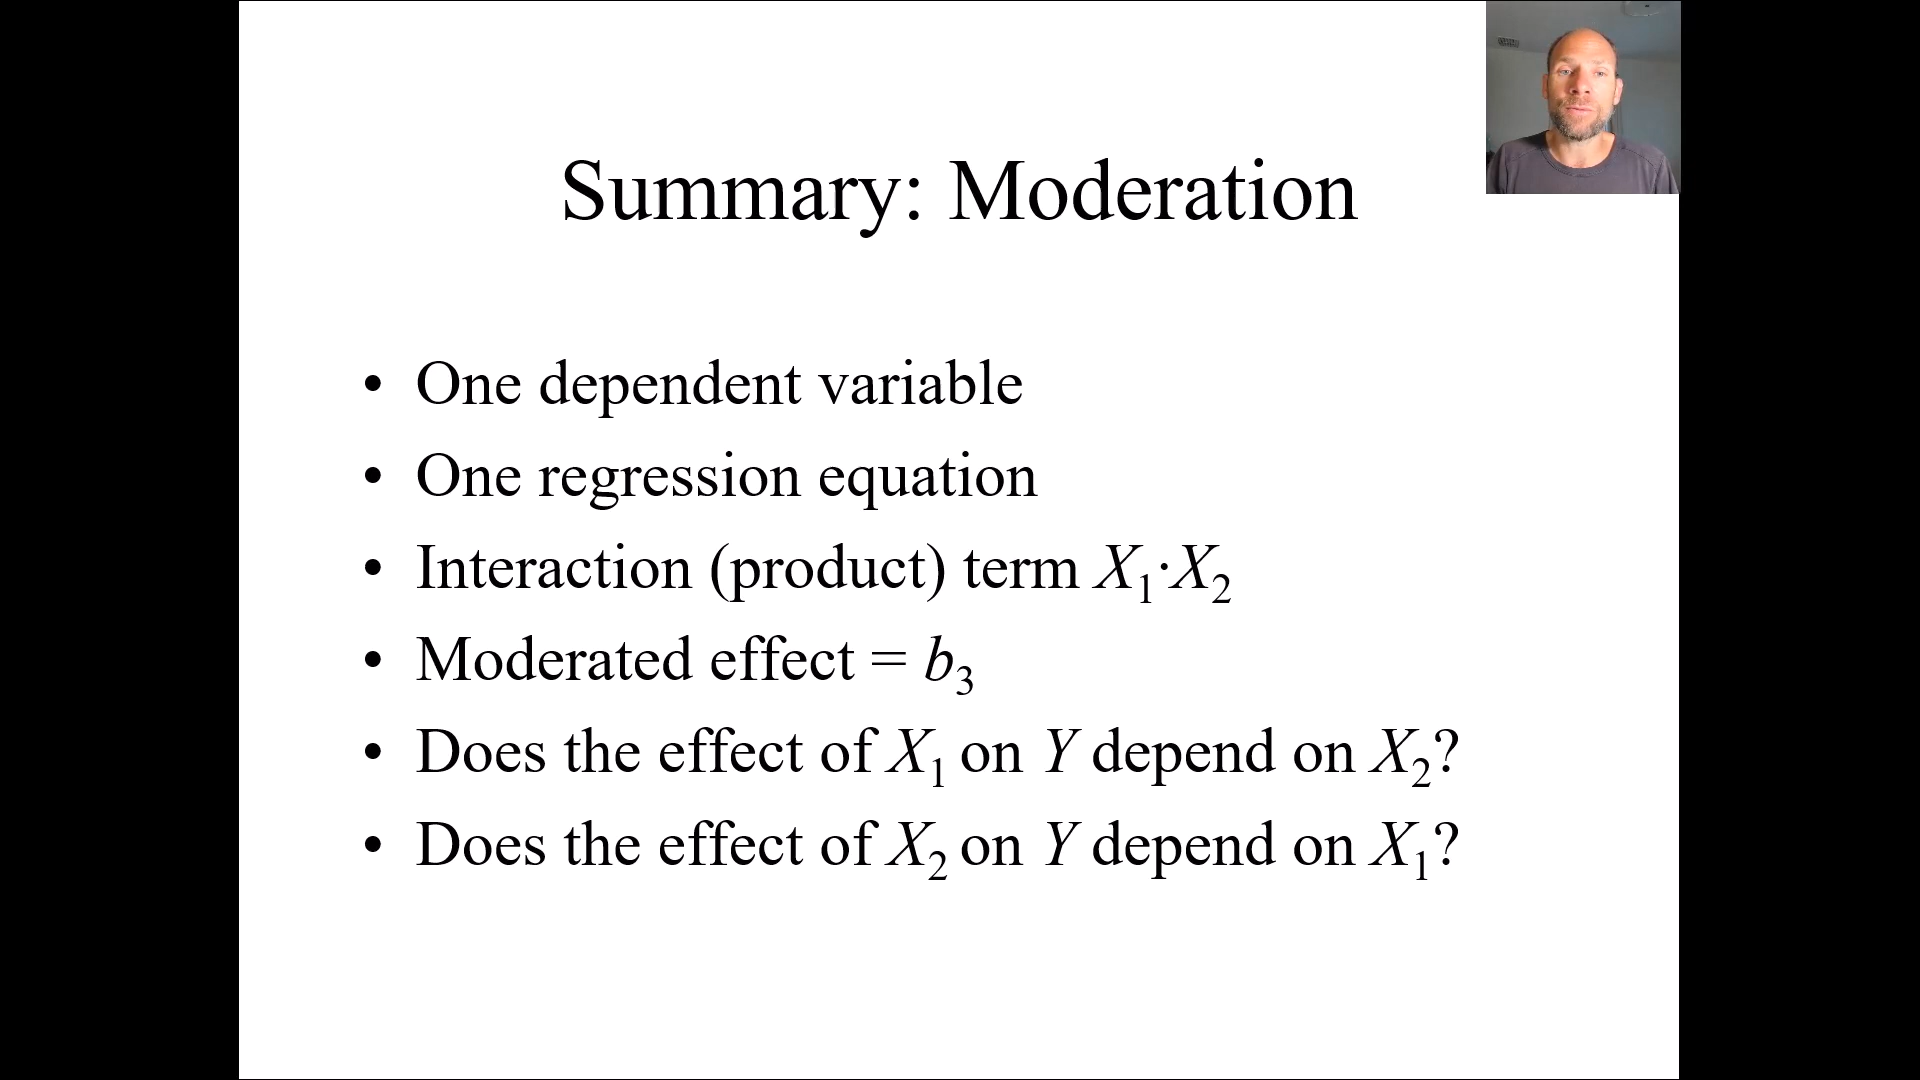 Summary: Moderation
• One dependent variable
• One regression equation
• Interaction (product) term X₁·X₂
• Moderated effect = b₃
• Does the effect of X₁ on Y depend on X₂?
• Does the effect of X₂ on Y depend on X₁?